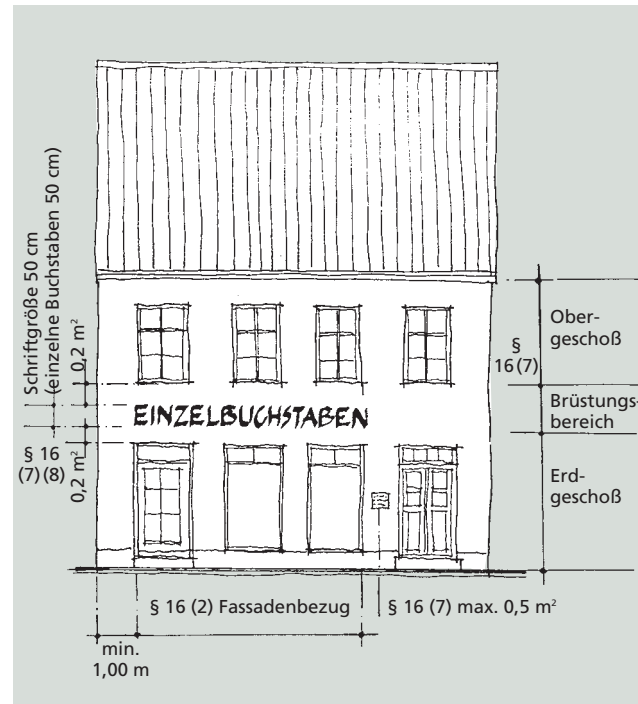 Schriftgröße 50 cm
(einzelne Buchstaben 50 cm)
0,2 m²
§ 16
(7) (8)
0,2 m²
EINZELBUCHSTABEN
§
16 (7)
Ober-
geschoß
Brüstungs-
bereich
Erd-
geschoß
§ 16 (2) Fassadenbezug
§ 16 (7) max. 0,5 m²
min.
1,00 m